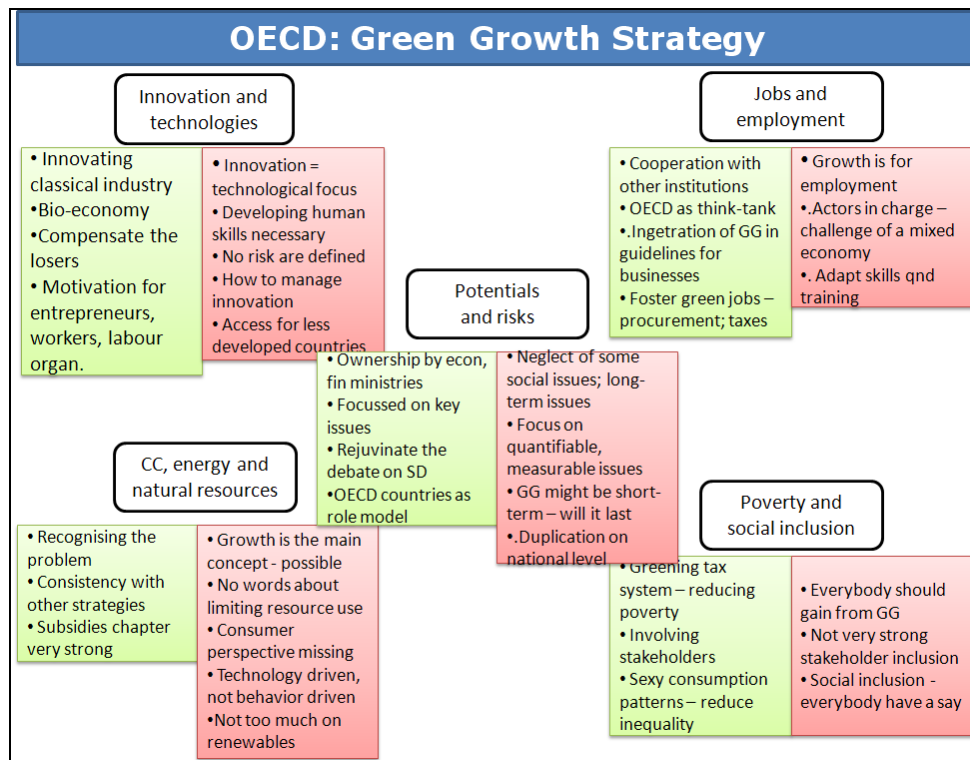 OECD: Green Growth Strategy
Innovation and
technologies
• Innovating
classical industry
• Bio-economy
•Compensate the
losers
• Motivation for
entrepreneurs,
workers, labour
organ.
• Innovation =
technological focus
• Developing human
skills necessary
• No risk are defined
• How to manage
innovation
• Access for less
developed countries
Jobs and
employment
• Cooperation with
other institutions
•OECD as think-tank
•.Ingetration of GG in
guidelines for
businesses
• Foster green jobs –
procurement; taxes
• Growth is for
employment
•.Actors in charge –
challenge of a mixed
economy
•. Adapt skills qnd
training
Potentials
and risks
• Ownership by econ,
fin ministries
• Focussed on key
issues
• Rejuvinate the
debate on SD
•OECD countries as
role model
• Neglect of some
social issues; long-
term issues
• Focus on
quantifiable,
measurable issues
• GG might be short-
term – will it last
•.Duplication on
national level
CC, energy and
natural resources
• Recognising the
problem
• Consistency with
other strategies
• Subsidies chapter
very strong
• Growth is the main
concept - possible
• No words about
limiting resource use
• Consumer
perspective missing
• Technology driven,
not behavior driven
•Not too much on
renewables
Poverty and
social inclusion
• Greening tax
system – reducing
poverty
• Involving
stakeholders
• Sexy consumption
patterns – reduce
inequality
• Everybody should
gain from GG
• Not very strong
stakeholder inclusion
• Social inclusion -
everybody have a say